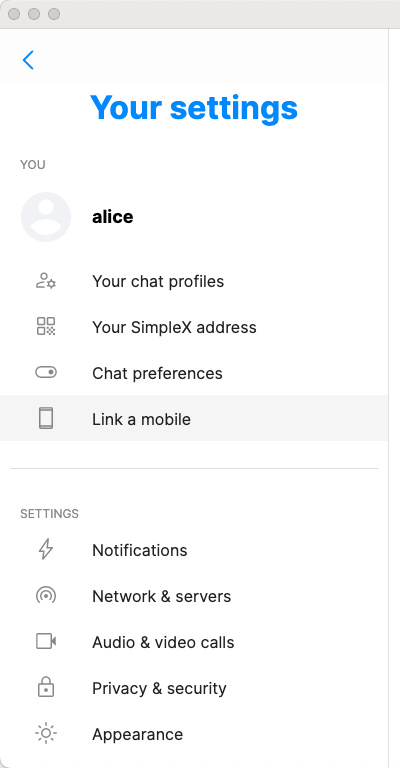 Your settings
YOU
alice
Your chat profiles
Your SimpleX address
Chat preferences
Link a mobile
SETTINGS
Notifications
Network & servers
Audio & video calls
Privacy & security
Appearance